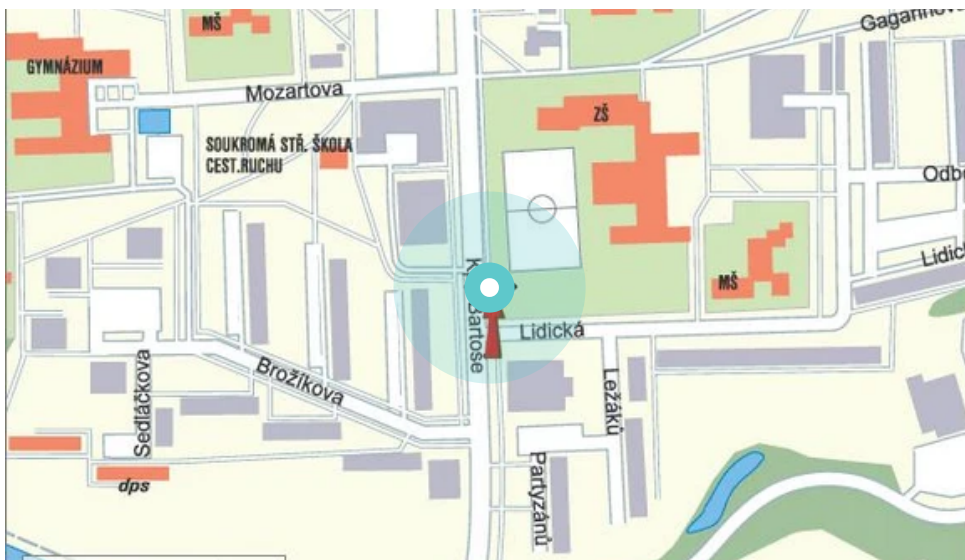 MŠ
Gagarinova
GYMNÁZIUM
Mozartova
ZŠ
SOUKROMÁ STŘ. ŠKOLA
CEST.RUCHU
MŠ
Lidická
Brožíkova
Sedláčkova
Ležáků
Partyzánů
dps
Bartoše
Odbo
Lidick